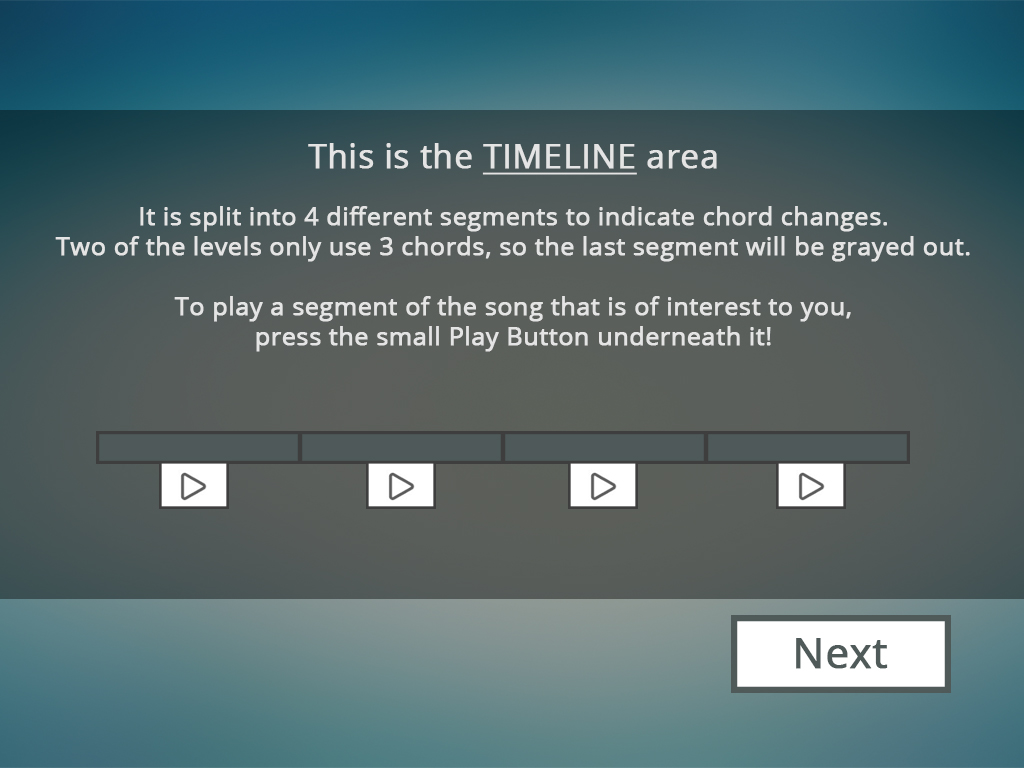 This is the TIMELINE area
It is split into 4 different segments to indicate chord changes.
Two of the levels only use 3 chords, so the last segment will be grayed out.
To play a segment of the song that is of interest to you,
press the small Play Button underneath it!
Next